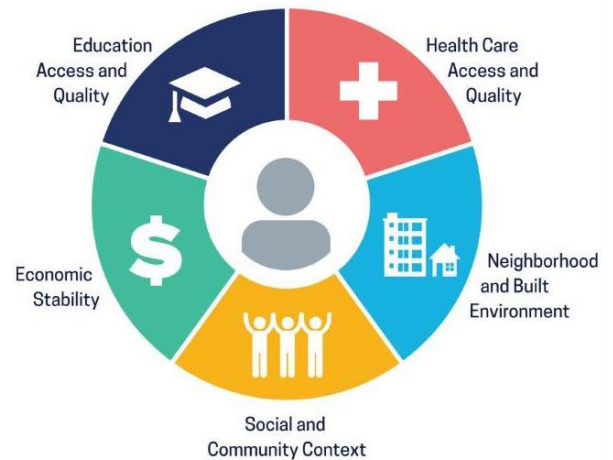 Education
Access and
Quality
Health Care
Access and
Quality
$
Economic
Stability
Neighborhood
and Built
Environment
Social and
Community Context